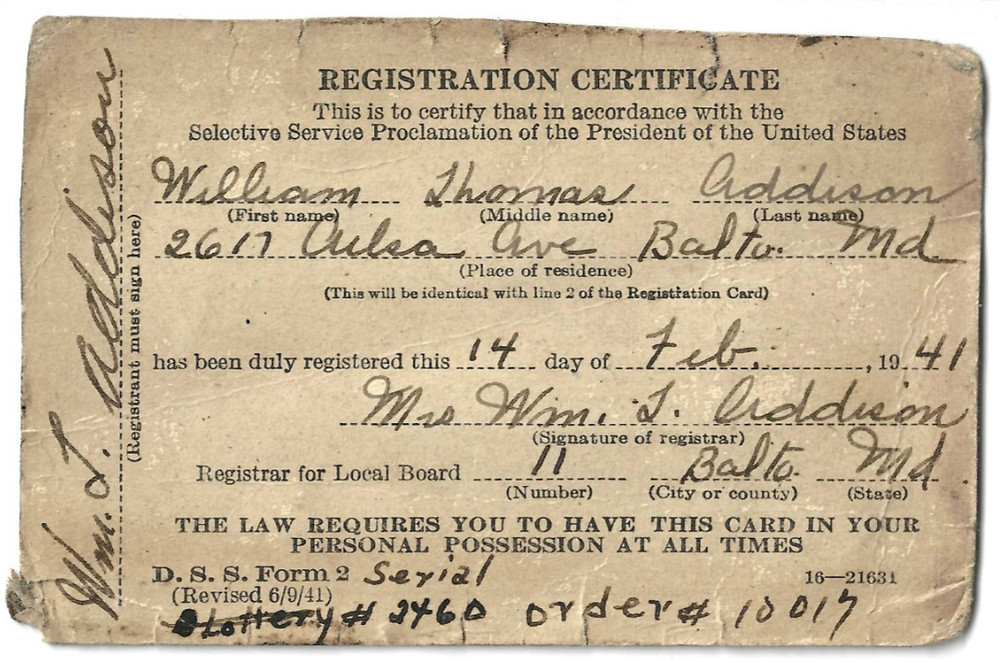 REGISTRATION CERTIFICATE
This is to certify that in accordance with the
Selective Service Proclamation of the President of the United States
William Thomas Addison
(First name) (Middle name) (Last name)
2617 Ave Balto. Md
(Place of residence)
(This will be identical with line 2 of the Registration Card)
has been duly registered this 14 day of Feb. , 19 41
Mrs Wm. T. Addison
(Signature of registrar)
Registrar for Local Board 11 Balto. Md
(Number) (City or county) (State)
THE LAW REQUIRES YOU TO HAVE THIS CARD IN YOUR
PERSONAL POSSESSION AT ALL TIMES
D. S. S. Form 2 Serial 16—21631
(Revised 6/9/41)
Lottery # 2460 order # 10017
Wm. T. Addison
(Registrant must sign here)